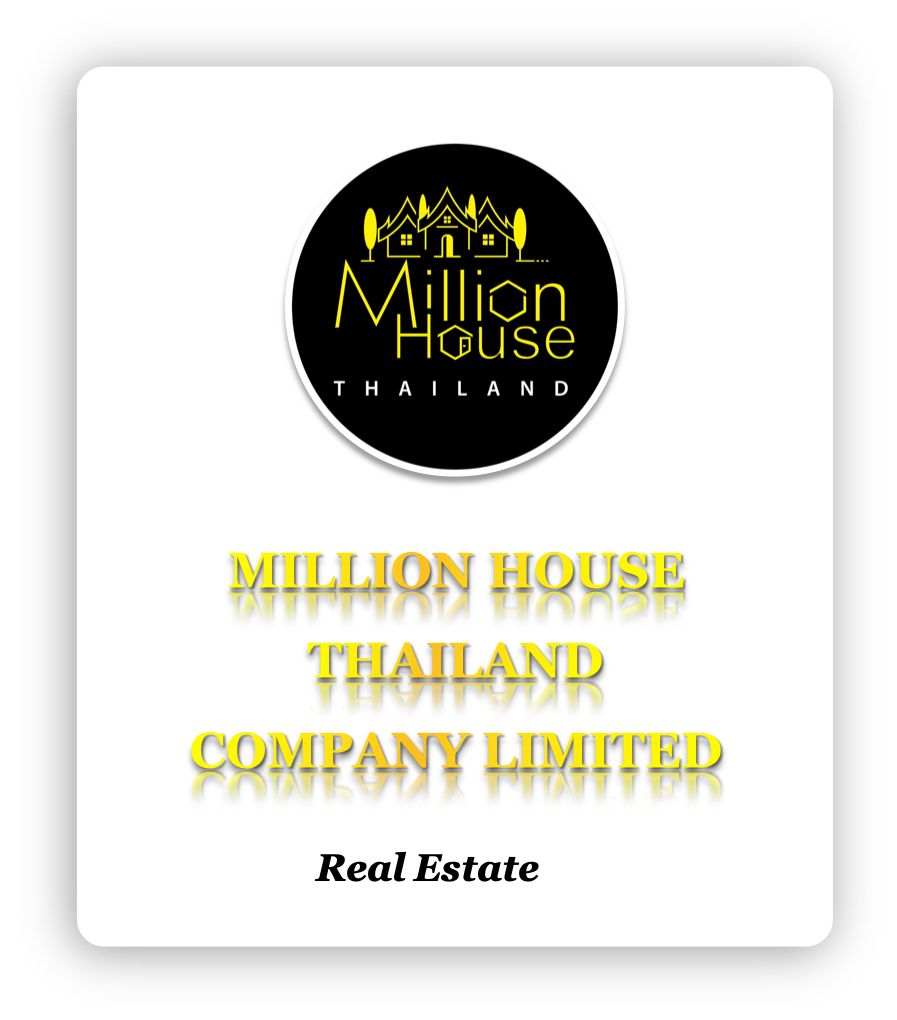 Million
House
THAILAND
MILLION HOUSE
THAILAND
COMPANY LIMITED
Real Estate